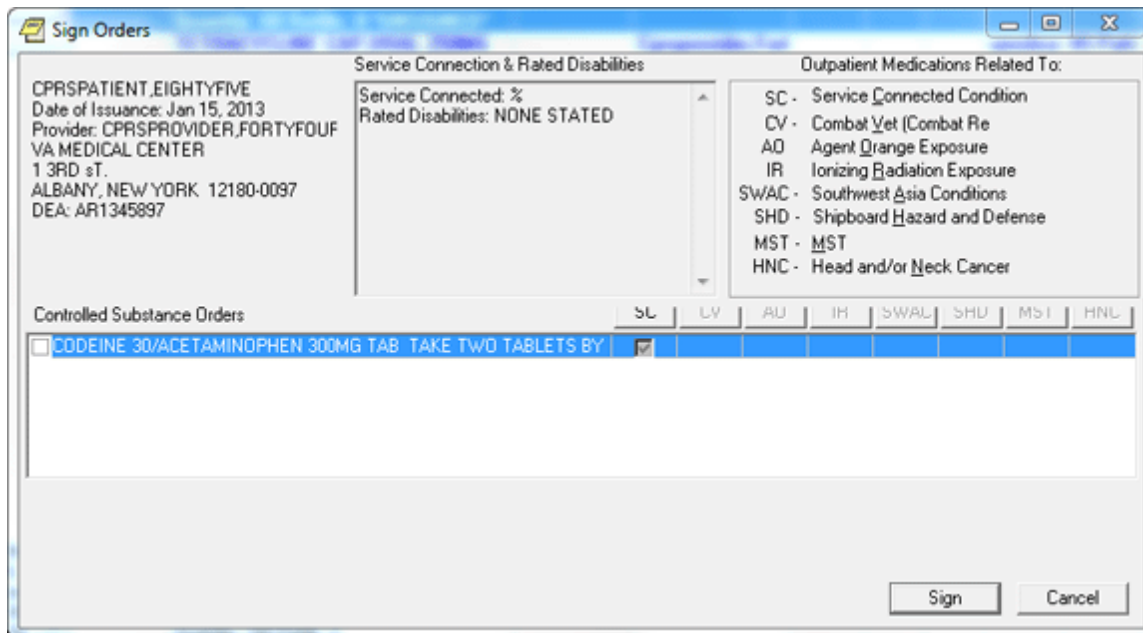 Sign Orders
CPRSPATIENT,EIGHTYFIVE
Date of Issuance: Jan 15, 2013
Provider: CPRSPROVIDER,FORTYFOUF
VA MEDICAL CENTER
1 3RD sT.
ALBANY, NEW YORK 12180-0097
DEA: AR1345897
Service Connection & Rated Disabilities
Service Connected: %
Rated Disabilities: NONE STATED
Outpatient Medications Related To:
SC - Service Connected Condition
CV - Combat Vet (Combat Re
AO Agent Orange Exposure
IR Ionizing Radiation Exposure
SWAC - Southwest Asia Conditions
SHD - Shipboard Hazard and Defense
MST - MST
HNC - Head and/or Neck Cancer
Controlled Substance Orders
SC CV AO IR SWAC SHD MST HNC
CODEINE 30/ACETAMINOPHEN 300MG TAB TAKE TWO TABLETS BY
Sign Cancel